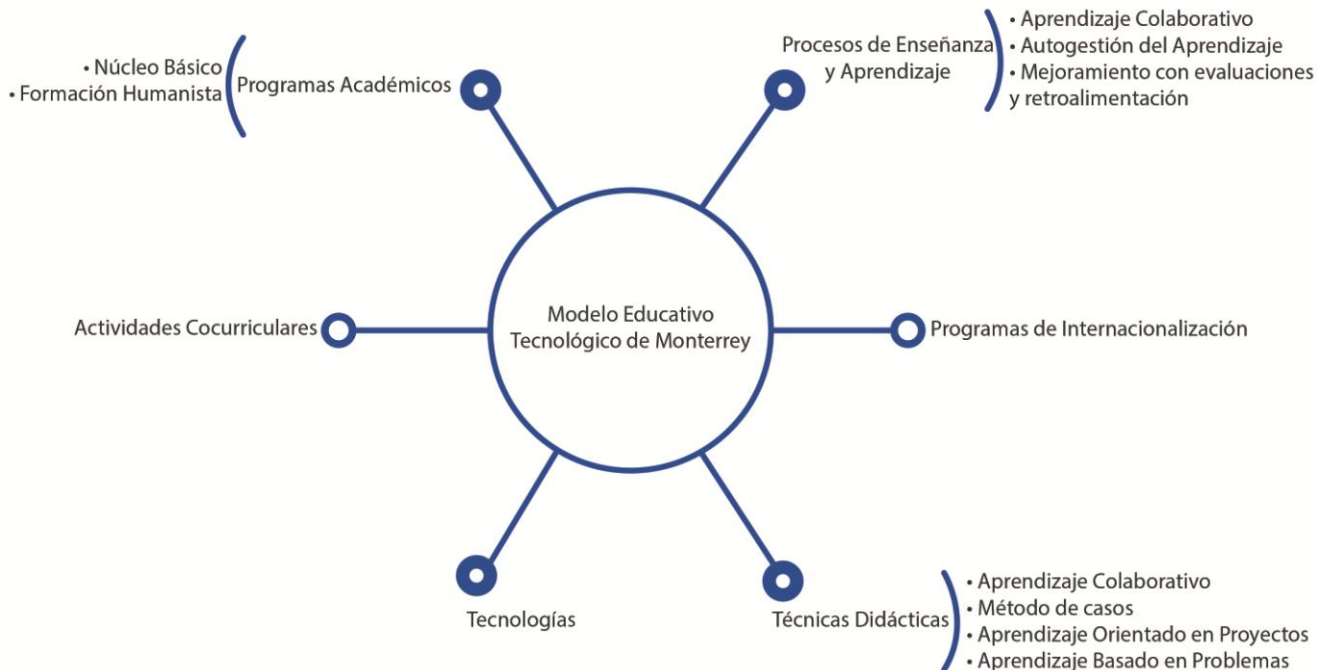 • Núcleo Básico
• Formación Humanista
Programas Académicos
Procesos de Enseñanza
y Aprendizaje
• Aprendizaje Colaborativo
• Autogestión del Aprendizaje
• Mejoramiento con evaluaciones
y retroalimentación
Actividades Cocurriculares
Modelo Educativo
Tecnológico de Monterrey
Programas de Internacionalización
Tecnologías
Técnicas Didácticas
• Aprendizaje Colaborativo
• Método de casos
• Aprendizaje Orientado en Proyectos
• Aprendizaje Basado en Problemas